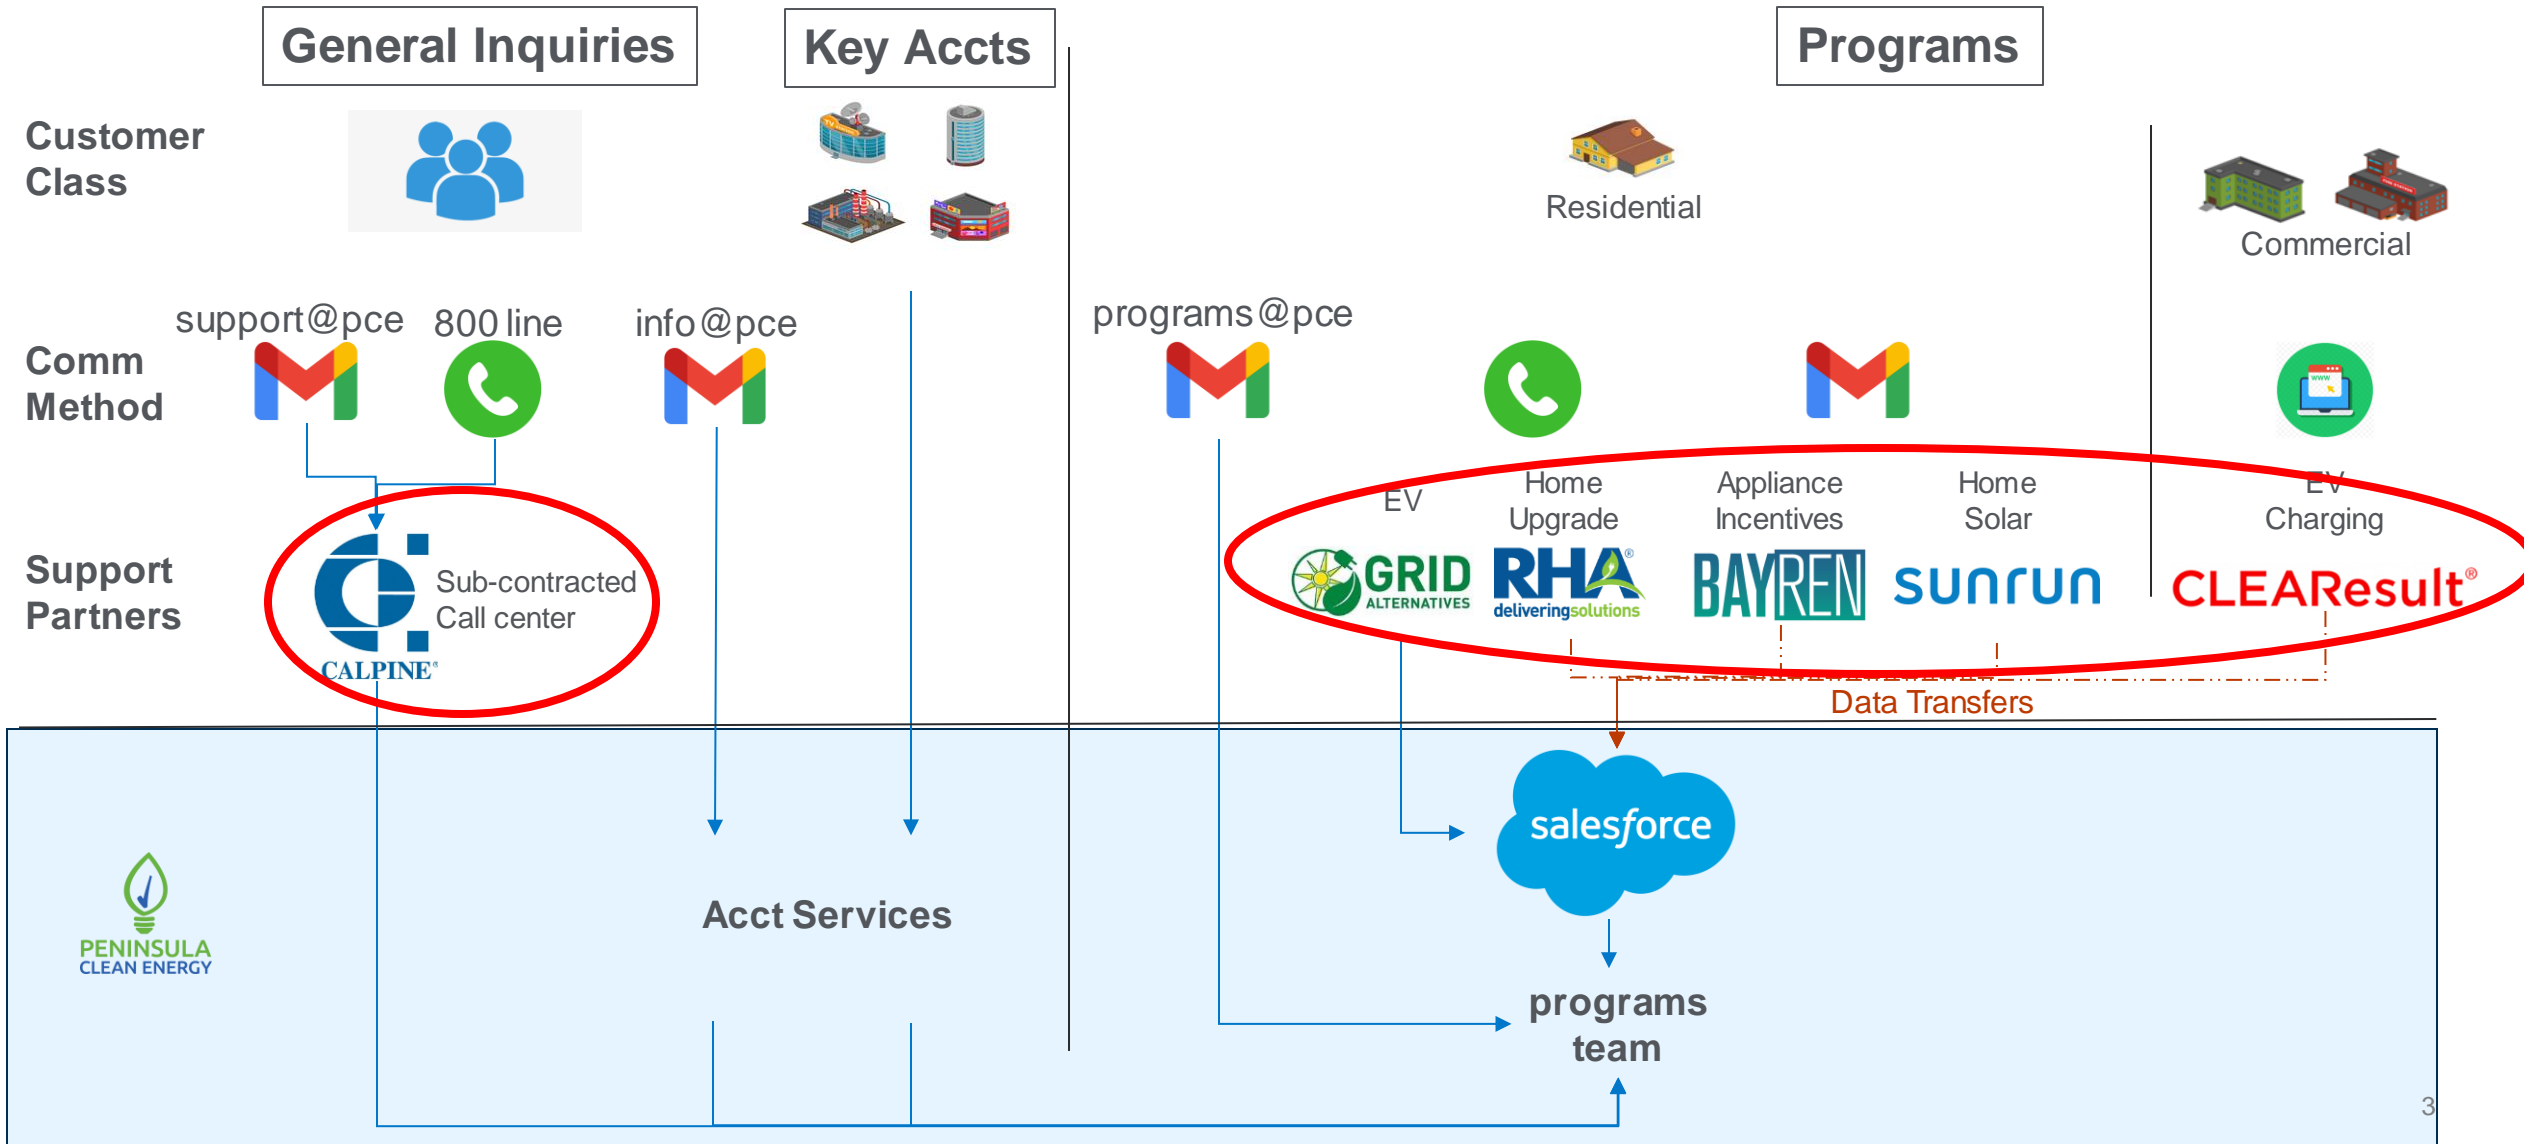 General Inquiries
Key Accts
Programs
Customer
Class
Residential
Commercial
support@pce
800 line
info@pce
programs@pce
Comm
Method
www
EV
Home
Upgrade
Appliance
Incentives
Home
Solar
EV
Charging
Support
Partners
CALPINE®
Sub-contracted
Call center
GRID
ALTERNATIVES
RHA®
deliveringsolutions
BAYREN
sunrun
CLEAResult®
Data Transfers
salesforce
PENINSULA
CLEAN ENERGY
Acct Services
programs
team
3